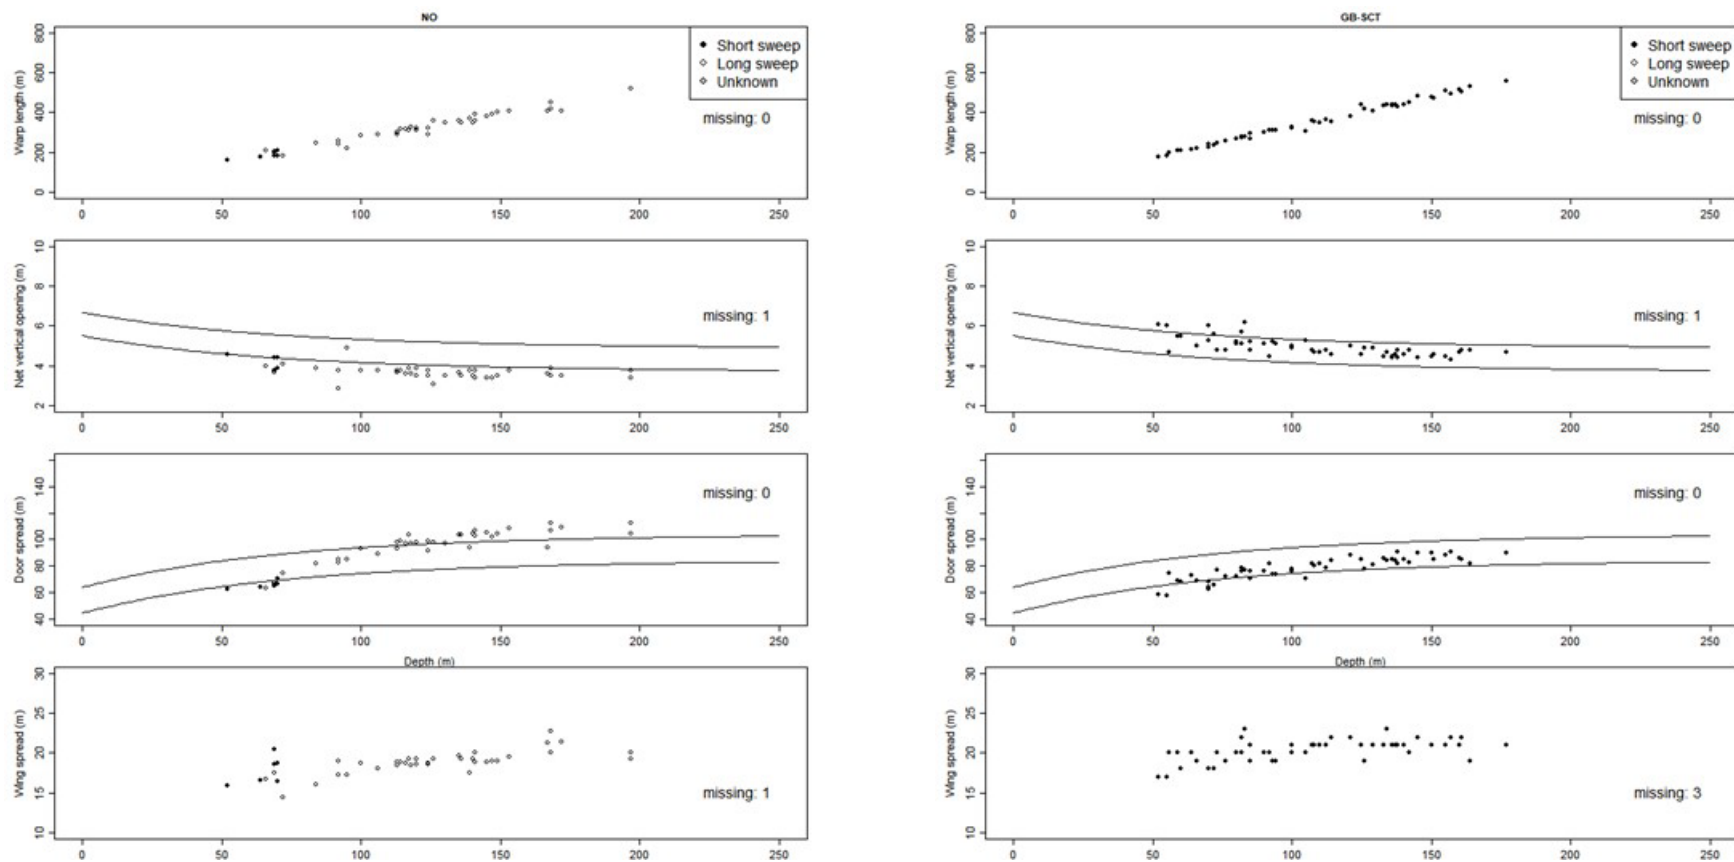 NO
Warp length (m)
0 200 400 600 800
Short sweep
Long sweep
Unknown
missing: 0
0 50 100 150 200 250
Net vertical opening (m)
2 4 6 8 10
missing: 1
0 50 100 150 200 250
Door spread (m)
40 60 80 100 140
missing: 0
0 50 100 150 200 250
Depth (m)
Wing spread (m)
10 15 20 25 30
missing: 1
0 50 100 150 200 250
GB-SCT
Warp length (m)
0 200 400 600 800
Short sweep
Long sweep
Unknown
missing: 0
0 50 100 150 200 250
Net vertical opening (m)
2 4 6 8 10
missing: 1
0 50 100 150 200 250
Door spread (m)
40 60 80 100 140
missing: 0
0 50 100 150 200 250
Depth (m)
Wing spread (m)
10 15 20 25 30
missing: 3
0 50 100 150 200 250